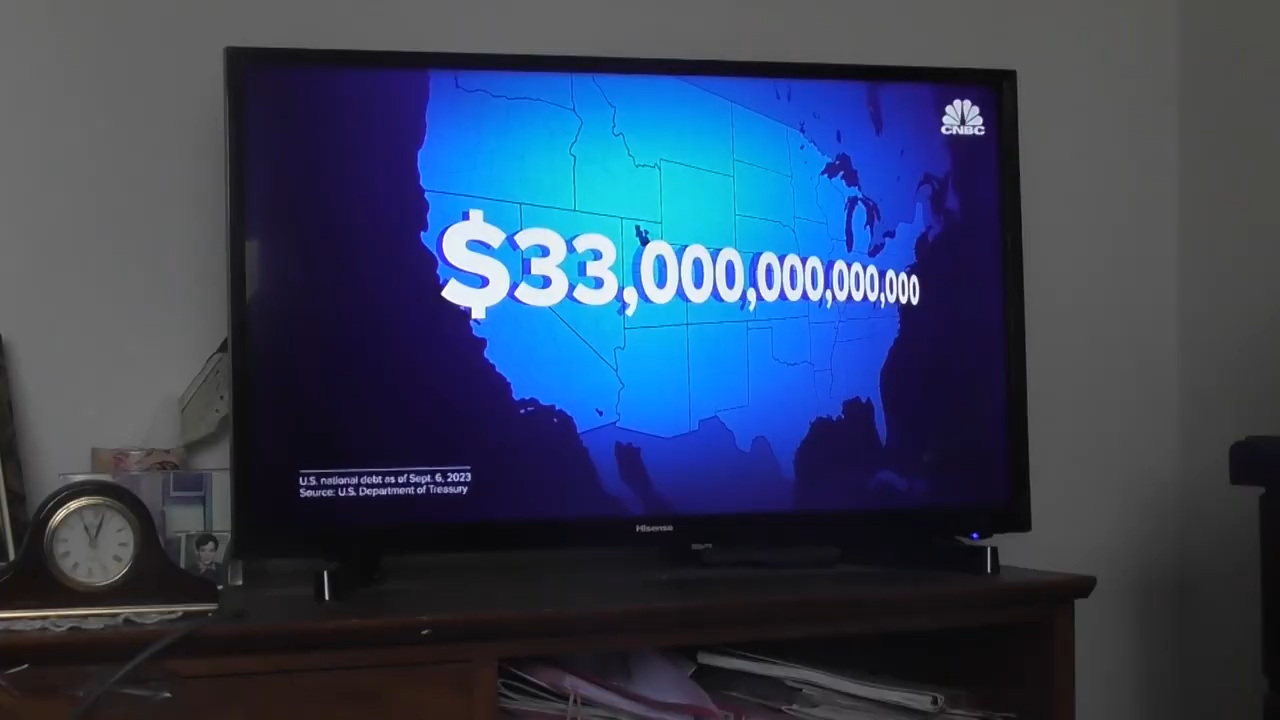 CNBC
$33,000,000,000,000
U.S. national debt as of Sept. 6, 2023
Source: U.S. Department of Treasury
Hisense